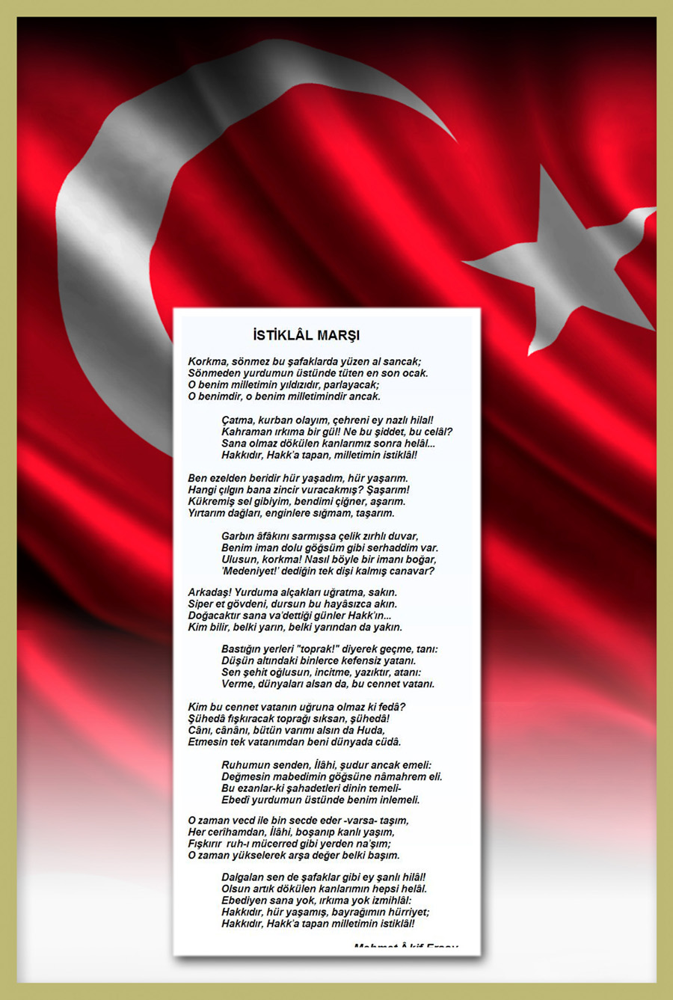 İSTİKLÂL MARŞI
Korkma, sönmez bu şafaklarda yüzen al sancak;
Sönmeden yurdumun üstünde tüten en son ocak.
O benim milletimin yıldızıdır, parlayacak;
O benimdir, o benim milletimindir ancak.
Çatma, kurban olayım, çehreni ey nazlı hilal!
Kahraman ırkıma bir gül! Ne bu şiddet, bu celâl?
Sana olmaz dökülen kanlarımız sonra helâl...
Hakkıdır, Hakk'a tapan, milletimin istiklâl!
Ben ezelden beridir hür yaşadım, hür yaşarım.
Hangi çılgın bana zincir vuracakmış? Şaşarım!
Kükremiş sel gibiyim, bendimi çiğner, aşarım.
Yırtarım dağları, enginlere sığmam, taşarım.
Garbın âfâkını sarmışsa çelik zırhlı duvar,
Benim iman dolu göğsüm gibi serhaddim var.
Ulusun, korkma! Nasıl böyle bir imanı boğar,
'Medeniyet!' dediğin tek dişi kalmış canavar?
Arkadaş! Yurduma alçakları uğratma, sakın.
Siper et gövdeni, dursun bu hayâsızca akın.
Doğacaktır sana va'dettiği günler Hakk'ın...
Kim bilir, belki yarın, belki yarından da yakın.
Bastığın yerleri "toprak!" diyerek geçme, tanı:
Düşün altındaki binlerce kefensiz yatanı.
Sen şehit oğlusun, incitme, yazıktır, atanı:
Verme, dünyaları alsan da, bu cennet vatanı.
Kim bu cennet vatanın uğruna olmaz ki fedâ?
Şühedâ fışkıracak toprağı sıksan, şühedâ!
Cânı, cânânı, bütün varımı alsın da Huda,
Etmesin tek vatanımdan beni dünyada cüdâ.
Ruhumun senden, İlâhi, şudur ancak emeli:
Değmesin mabedimin göğsüne nâmahrem eli.
Bu ezanlar-ki şahadetleri dinin temeli-
Ebedî yurdumun üstünde benim inlemeli.
O zaman vecd ile bin secde eder -varsa- taşım,
Her cerîhamdan, İlâhi, boşanıp kanlı yaşım,
Fışkırır ruh-ı mücerred gibi yerden na'şım;
O zaman yükselerek arşa değer belki başım.
Dalgalan sen de şafaklar gibi ey şanlı hilâl!
Olsun artık dökülen kanlarımın hepsi helâl.
Ebediyen sana yok, ırkıma yok izmihlâl:
Hakkıdır, hür yaşamış, bayrağımın hürriyet;
Hakkıdır, Hakk'a tapan milletimin istiklâl!
Mehmet Âkif Ersoy